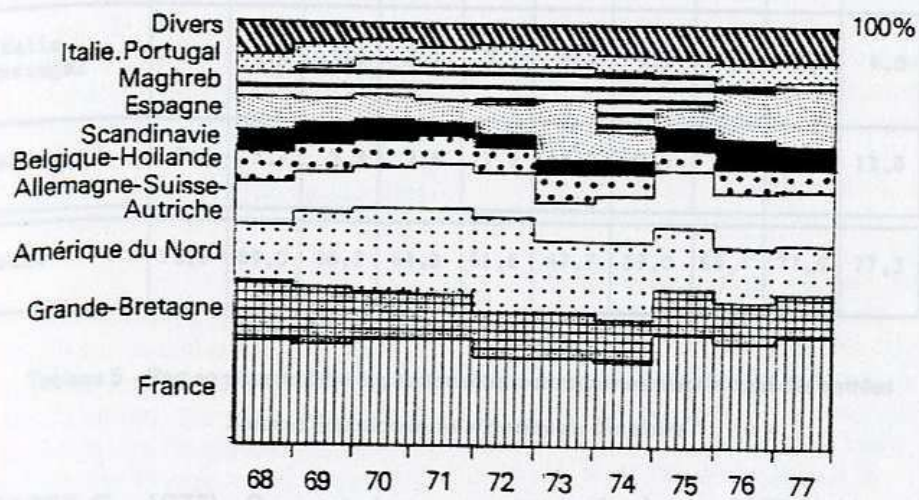 Divers
100%
Italie.Portugal
Maghreb
Espagne
Scandinavie
Belgique-Hollande
Allemagne-Suisse-
Autriche
Amérique du Nord
Grande-Bretagne
France
68 69 70 71 72 73 74 75 76 77